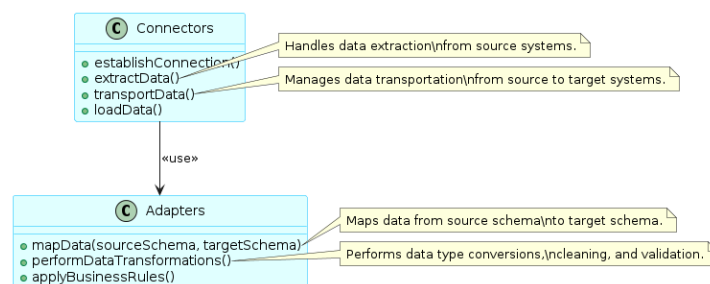 C Connectors
establishConnection()
extractData()
transportData()
loadData()
Handles data extraction\nfrom source systems.
Manages data transportation\nfrom source to target systems.
«use»
C Adapters
mapData(sourceSchema, targetSchema)
performDataTransformations()
applyBusinessRules()
Maps data from source schema\nto target schema.
Performs data type conversions,\ncleaning, and validation.